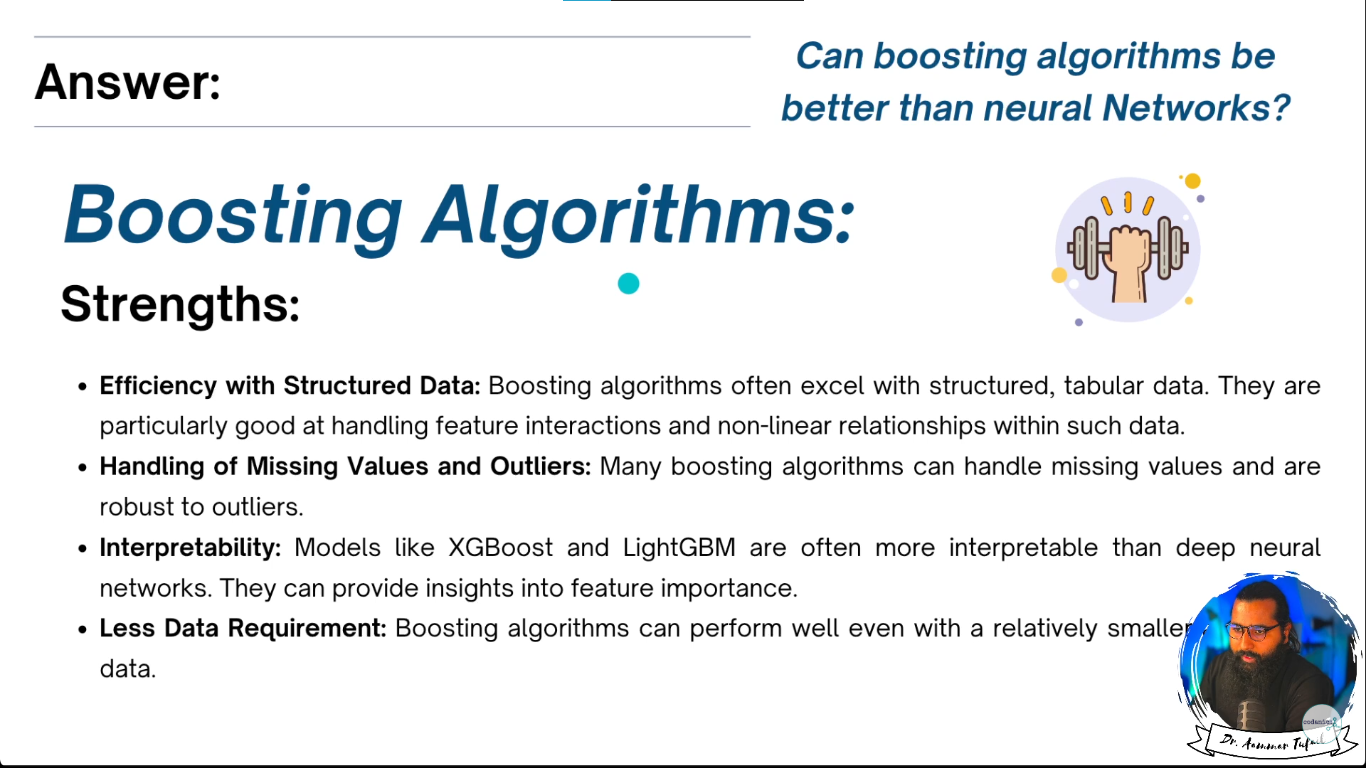 Answer:
Can boosting algorithms be
better than neural Networks?
Boosting Algorithms:
Strengths:
• Efficiency with Structured Data: Boosting algorithms often excel with structured, tabular data. They are
particularly good at handling feature interactions and non-linear relationships within such data.
• Handling of Missing Values and Outliers: Many boosting algorithms can handle missing values and are
robust to outliers.
• Interpretability: Models like XGBoost and LightGBM are often more interpretable than deep neural
networks. They can provide insights into feature importance.
• Less Data Requirement: Boosting algorithms can perform well even with a relatively smaller
data.
Dr. Aammar Tufail